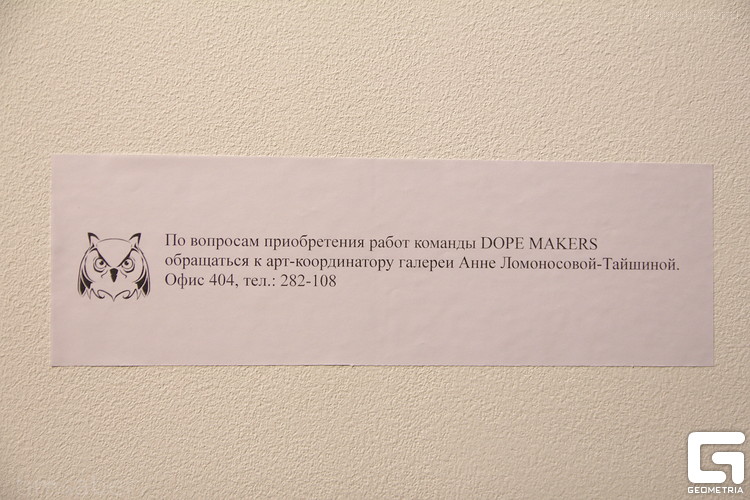 По вопросам приобретения работ команды DOPE MAKERS
обращаться к арт-координатору галереи Анне Ломоносовой-Тайшиной.
Офис 404, тел.: 282-108
GEOMETRIA